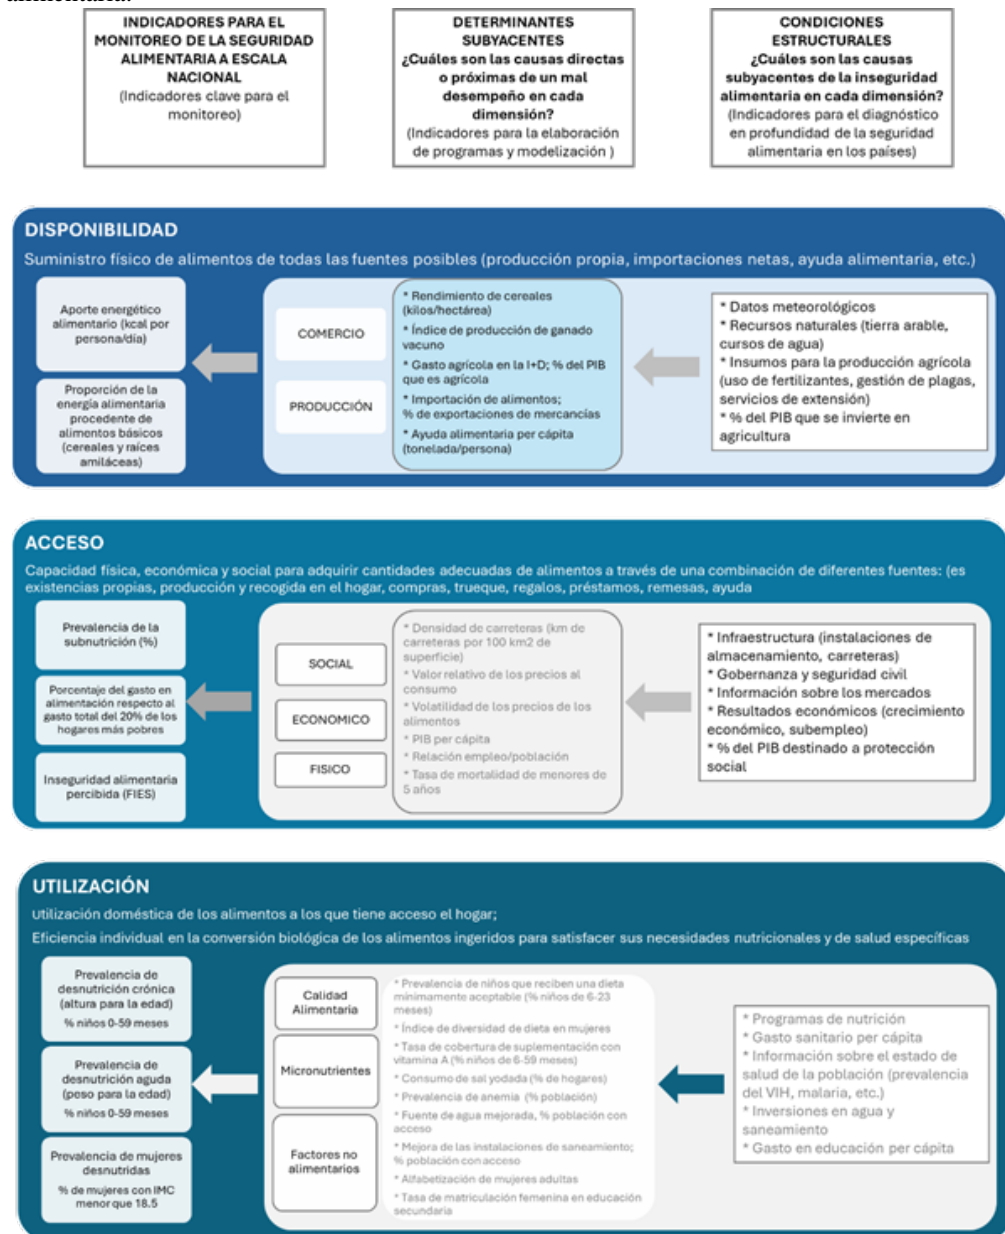 alimentaria.
INDICADORES PARA EL
MONITOREO DE LA SEGURIDAD
ALIMENTARIA A ESCALA
NACIONAL
(Indicadores clave para el
monitoreo)
DETERMINANTES
SUBYACENTES
¿Cuáles son las causas directas
o próximas de un mal
desempeño en cada
dimensión?
(Indicadores para la elaboración
de programas y modelización )
CONDICIONES
ESTRUCTURALES
¿Cuáles son las causas
subyacentes de la inseguridad
alimentaria en cada dimensión?
(Indicadores para el diagnóstico
en profundidad de la seguridad
alimentaria en los países)
DISPONIBILIDAD
Suministro físico de alimentos de todas las fuentes posibles (producción propia, importaciones netas, ayuda alimentaria, etc.)
Aporte energético
alimentario (kcal por
persona/día)
Proporción de la
energía alimentaria
procedente de
alimentos básicos
(cereales y raíces
amiláceas)
COMERCIO
PRODUCCIÓN
* Rendimiento de cereales
(kilos/hectárea)
* Índice de producción de ganado
vacuno
* Gasto agrícola en la I+D; % del PIB
que es agrícola
* Importación de alimentos;
% de exportaciones de mercancías
* Ayuda alimentaria per cápita
(tonelada/persona)
* Datos meteorológicos
* Recursos naturales (tierra arable,
cursos de agua)
* Insumos para la producción agrícola
(uso de fertilizantes, gestión de plagas,
servicios de extensión)
* % del PIB que se invierte en
agricultura
ACCESO
Capacidad física, económica y social para adquirir cantidades adecuadas de alimentos a través de una combinación de diferentes fuentes: (es
existencias propias, producción y recogida en el hogar, compras, trueque, regalos, préstamos, remesas, ayuda
Prevalencia de la
subnutrición (%)
Porcentaje del gasto en
alimentación respecto al
gasto total del 20% de los
hogares más pobres
Inseguridad alimentaria
percibida (FIES)
SOCIAL
ECONOMICO
FISICO
* Densidad de carreteras (km de
carreteras por 100 km2 de
superficie)
* Valor relativo de los precios al
consumo
* Volatilidad de los precios de los
alimentos
* PIB per cápita
* Relación empleo/población
* Tasa de mortalidad de menores de
5 años
* Infraestructura (instalaciones de
almacenamiento, carreteras)
* Gobernanza y seguridad civil
* Información sobre los mercados
* Resultados económicos (crecimiento
económico, subempleo)
* % del PIB destinado a protección
social
UTILIZACIÓN
Utilización doméstica de los alimentos a los que tiene acceso el hogar;
Eficiencia individual en la conversión biológica de los alimentos ingeridos para satisfacer sus necesidades nutricionales y de salud específicas
Prevalencia de
desnutrición crónica
(altura para la edad)
% niños 0-59 meses
Prevalencia de
desnutrición aguda
(peso para la edad)
% niños 0-59 meses
Prevalencia de mujeres
desnutridas
% de mujeres con IMC
menor que 18.5
Calidad
Alimentaria
Micronutrientes
Factores no
alimentarios
* Prevalencia de niños que reciben una dieta
mínimamente aceptable (% niños de 6-23
meses)
* Índice de diversidad de dieta en mujeres
* Tasa de cobertura de suplementación con
vitamina A (% niños de 6-59 meses)
* Consumo de sal yodada (% de hogares)
* Prevalencia de anemia (% población)
* Fuente de agua mejorada, % población con
acceso
* Mejora de las instalaciones de saneamiento;
% población con acceso
* Alfabetización de mujeres adultas
* Tasa de matriculación femenina en educación
secundaria
* Programas de nutrición
* Gasto sanitario per cápita
* Información sobre el estado de
salud de la población (prevalencia
del VIH, malaria, etc.)
* Inversiones en agua y
saneamiento
* Gasto en educación per cápita